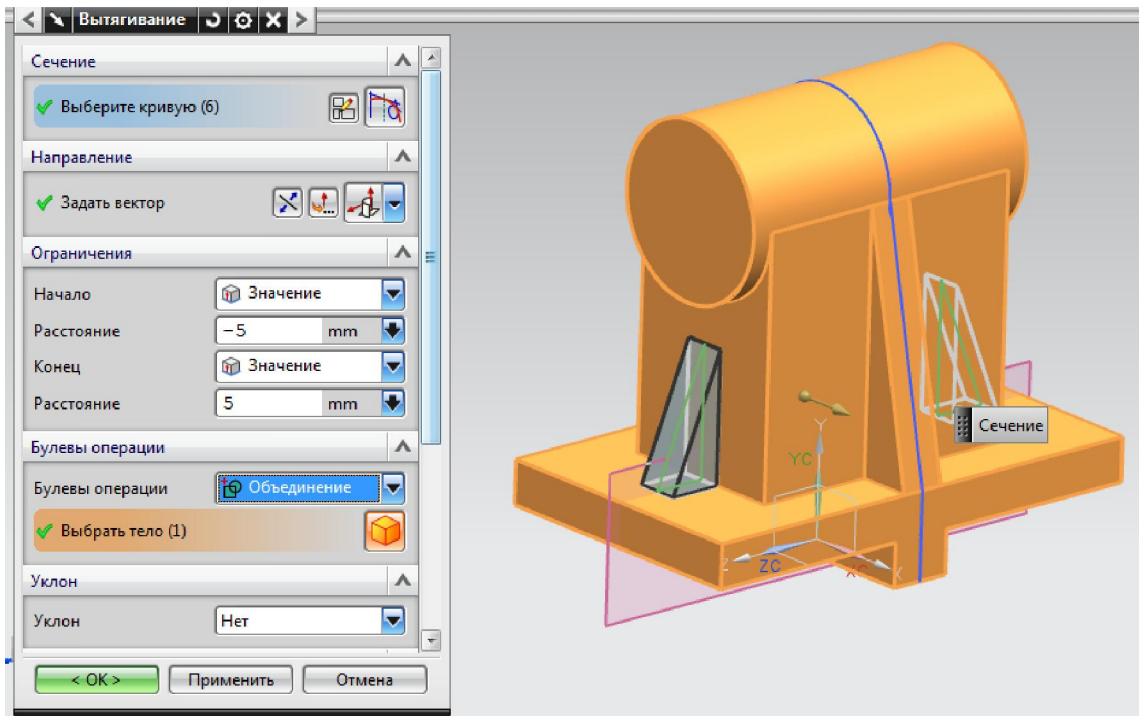 Вытягивание
Сечение
Выберите кривую (6)
Направление
Задать вектор
Ограничения
Начало Значение
Расстояние -5 mm
Конец Значение
Расстояние 5 mm
Булевы операции
Булевы операции Объединение
Выбрать тело (1)
Уклон
Уклон Нет
< OK > Применить Отмена
Сечение
Y
YC
Z ZC XC X